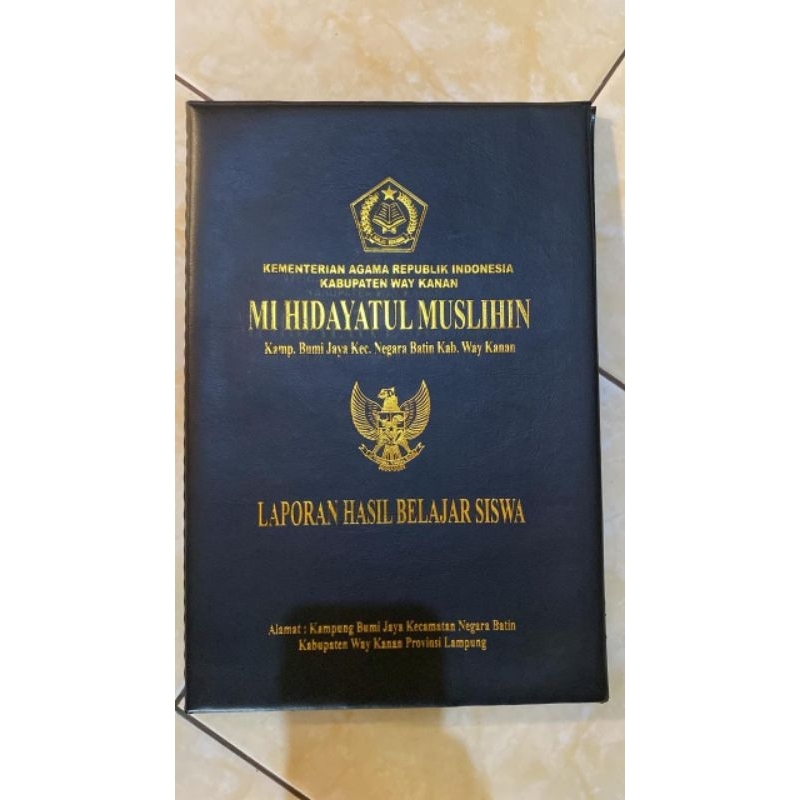 KEMENTERIAN AGAMA REPUBLIK INDONESIA
KABUPATEN WAY KANAN
MI HIDAYATUL MUSLIHIN
Kamp. Bumi Jaya Kec. Negara Batin Kab. Way Kanan
LAPORAN HASIL BELAJAR SISWA
Alamat : Kampung Bumi Jaya Kecamatan Negara Batin
Kabupaten Way Kanan Provinsi Lampung